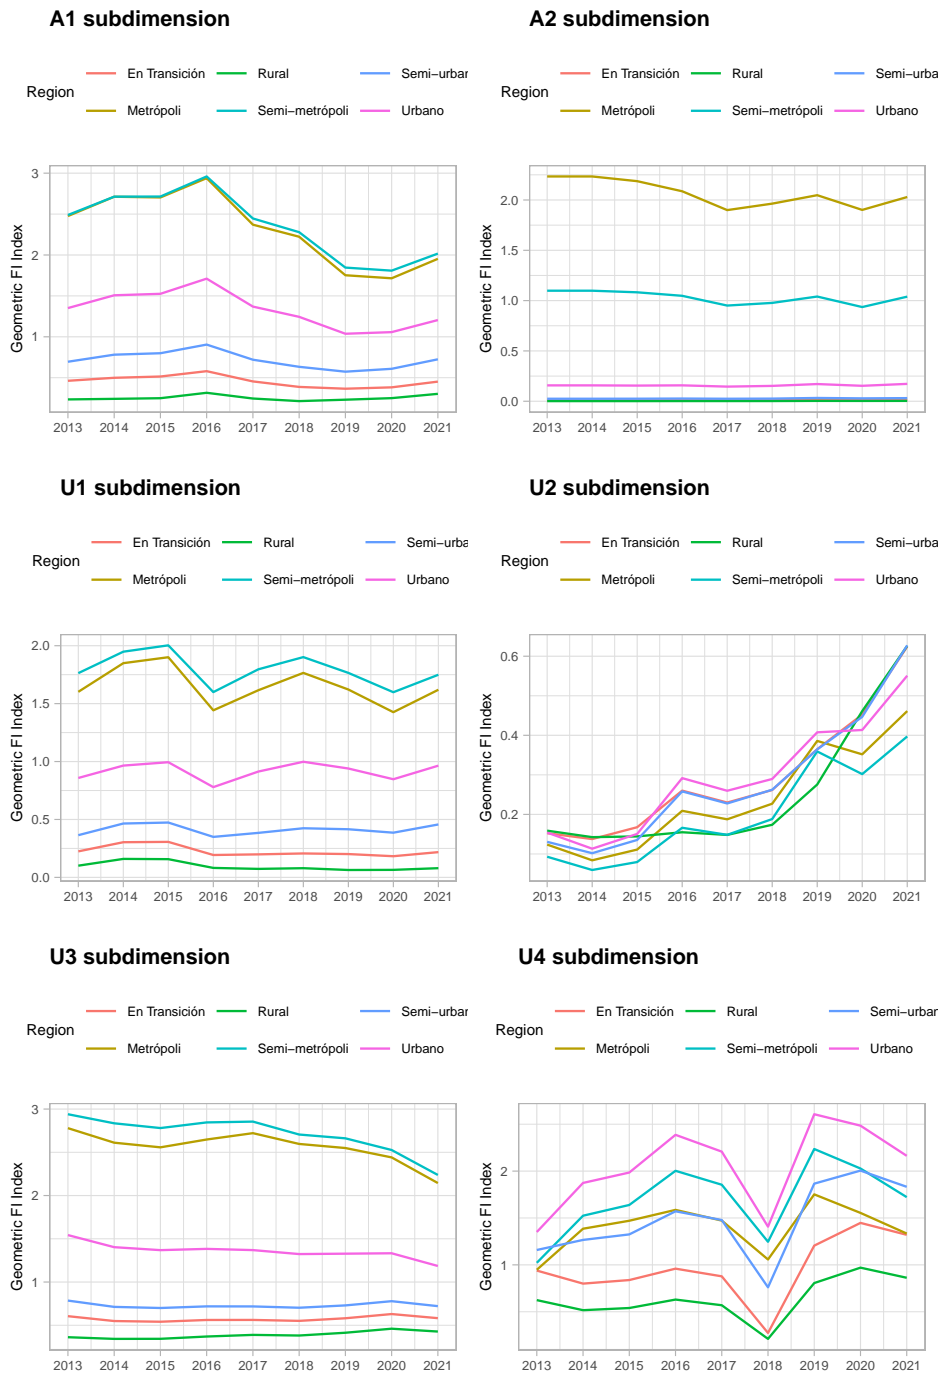 A1 subdimension
A2 subdimension
Region
En Transición
Rural
Semi−urban
Metrópoli
Semi−metrópoli
Urbano
Region
En Transición
Rural
Semi−urba
Metrópoli
Semi−metrópoli
Urbano
Geometric FI Index
3
2
1
2013 2014 2015 2016 2017 2018 2019 2020 2021
Geometric FI Index
2.0
1.5
1.0
0.5
0.0
2013 2014 2015 2016 2017 2018 2019 2020 2021
U1 subdimension
U2 subdimension
Region
En Transición
Rural
Semi−urba
Metrópoli
Semi−metrópoli
Urbano
Region
En Transición
Rural
Semi−urba
Metrópoli
Semi−metrópoli
Urbano
Geometric FI Index
2.0
1.5
1.0
0.5
0.0
2013 2014 2015 2016 2017 2018 2019 2020 2021
Geometric FI Index
0.6
0.4
0.2
2013 2014 2015 2016 2017 2018 2019 2020 2021
U3 subdimension
U4 subdimension
Region
En Transición
Rural
Semi−urban
Metrópoli
Semi−metrópoli
Urbano
Region
En Transición
Rural
Semi−urban
Metrópoli
Semi−metrópoli
Urbano
Geometric FI Index
3
2
1
2013 2014 2015 2016 2017 2018 2019 2020 2021
Geometric FI Index
2
1
2013 2014 2015 2016 2017 2018 2019 2020 2021